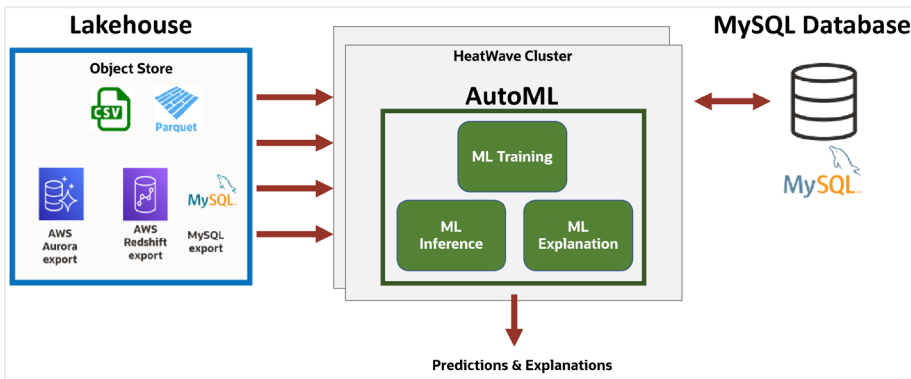 Lakehouse
Object Store
CSV
Parquet
AWS
Aurora
export
AWS
Redshift
export
MySQL
MySQL
export
HeatWave Cluster
AutoML
ML Training
ML
Inference
ML
Explanation
Predictions & Explanations
MySQL Database
MySQL